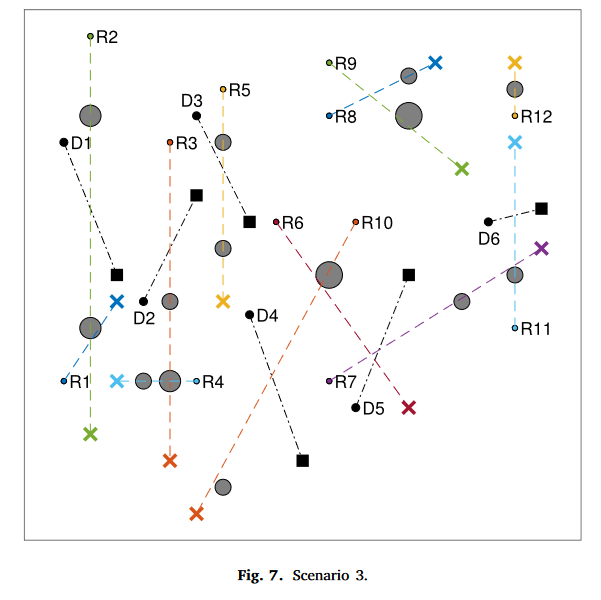 R2
R9
R5
D3
R8
R12
D1
R3
R6
R10
D6
D2
D4
R11
R1
R4
R7
D5
Fig. 7. Scenario 3.